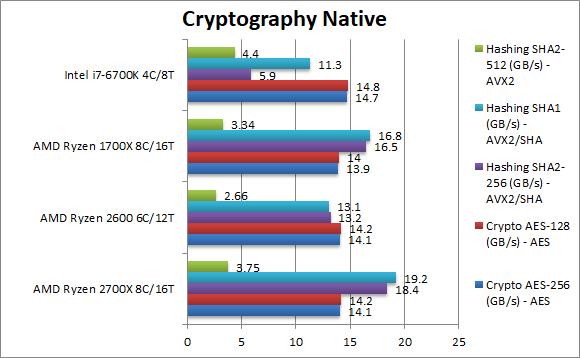 Cryptography Native
Intel i7-6700K 4C/8T
4.4
11.3
5.9
14.8
14.7
AMD Ryzen 1700X 8C/16T
3.34
16.8
16.5
14
13.9
AMD Ryzen 2600 6C/12T
2.66
13.1
13.2
14.2
14.1
AMD Ryzen 2700X 8C/16T
3.75
19.2
18.4
14.2
14.1
0 5 10 15 20 25
Hashing SHA2-
512 (GB/s) -
AVX2
Hashing SHA1
(GB/s) -
AVX2/SHA
Hashing SHA2-
256 (GB/s) -
AVX2/SHA
Crypto AES-128
(GB/s) - AES
Crypto AES-256
(GB/s) - AES